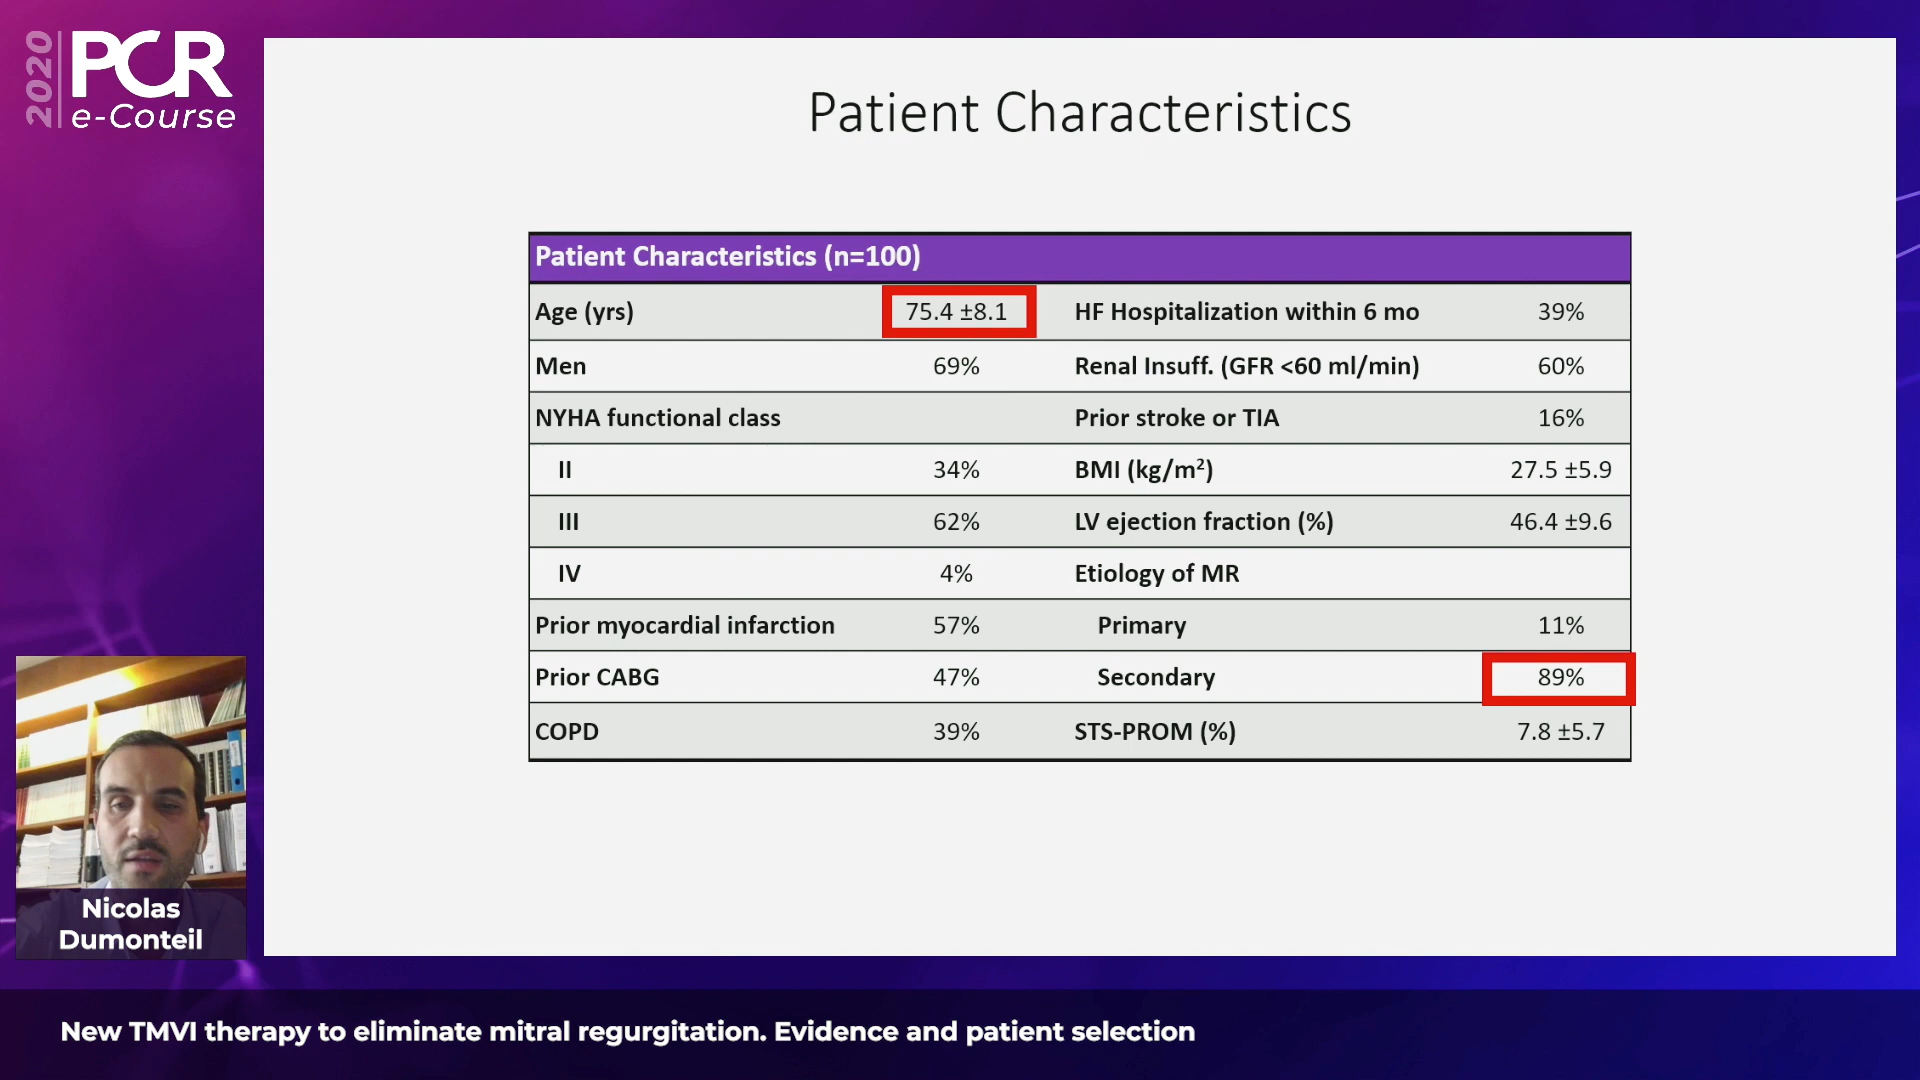 2020
PCR
e-Course
Patient Characteristics
Patient Characteristics (n=100)
Age (yrs) 75.4 ±8.1 HF Hospitalization within 6 mo 39%
Men 69% Renal Insuff. (GFR <60 ml/min) 60%
NYHA functional class Prior stroke or TIA 16%
II 34% BMI (kg/m²) 27.5 ±5.9
III 62% LV ejection fraction (%) 46.4 ±9.6
IV 4% Etiology of MR
Prior myocardial infarction 57% Primary 11%
Prior CABG 47% Secondary 89%
COPD 39% STS-PROM (%) 7.8 ±5.7
Nicolas
Dumonteil
New TMVI therapy to eliminate mitral regurgitation. Evidence and patient selection